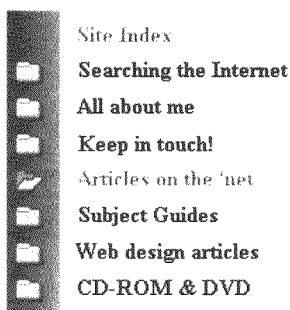 Site Index
Searching the Internet
All about me
Keep in touch!
Articles on the 'net
Subject Guides
Web design articles
CD-ROM & DVD